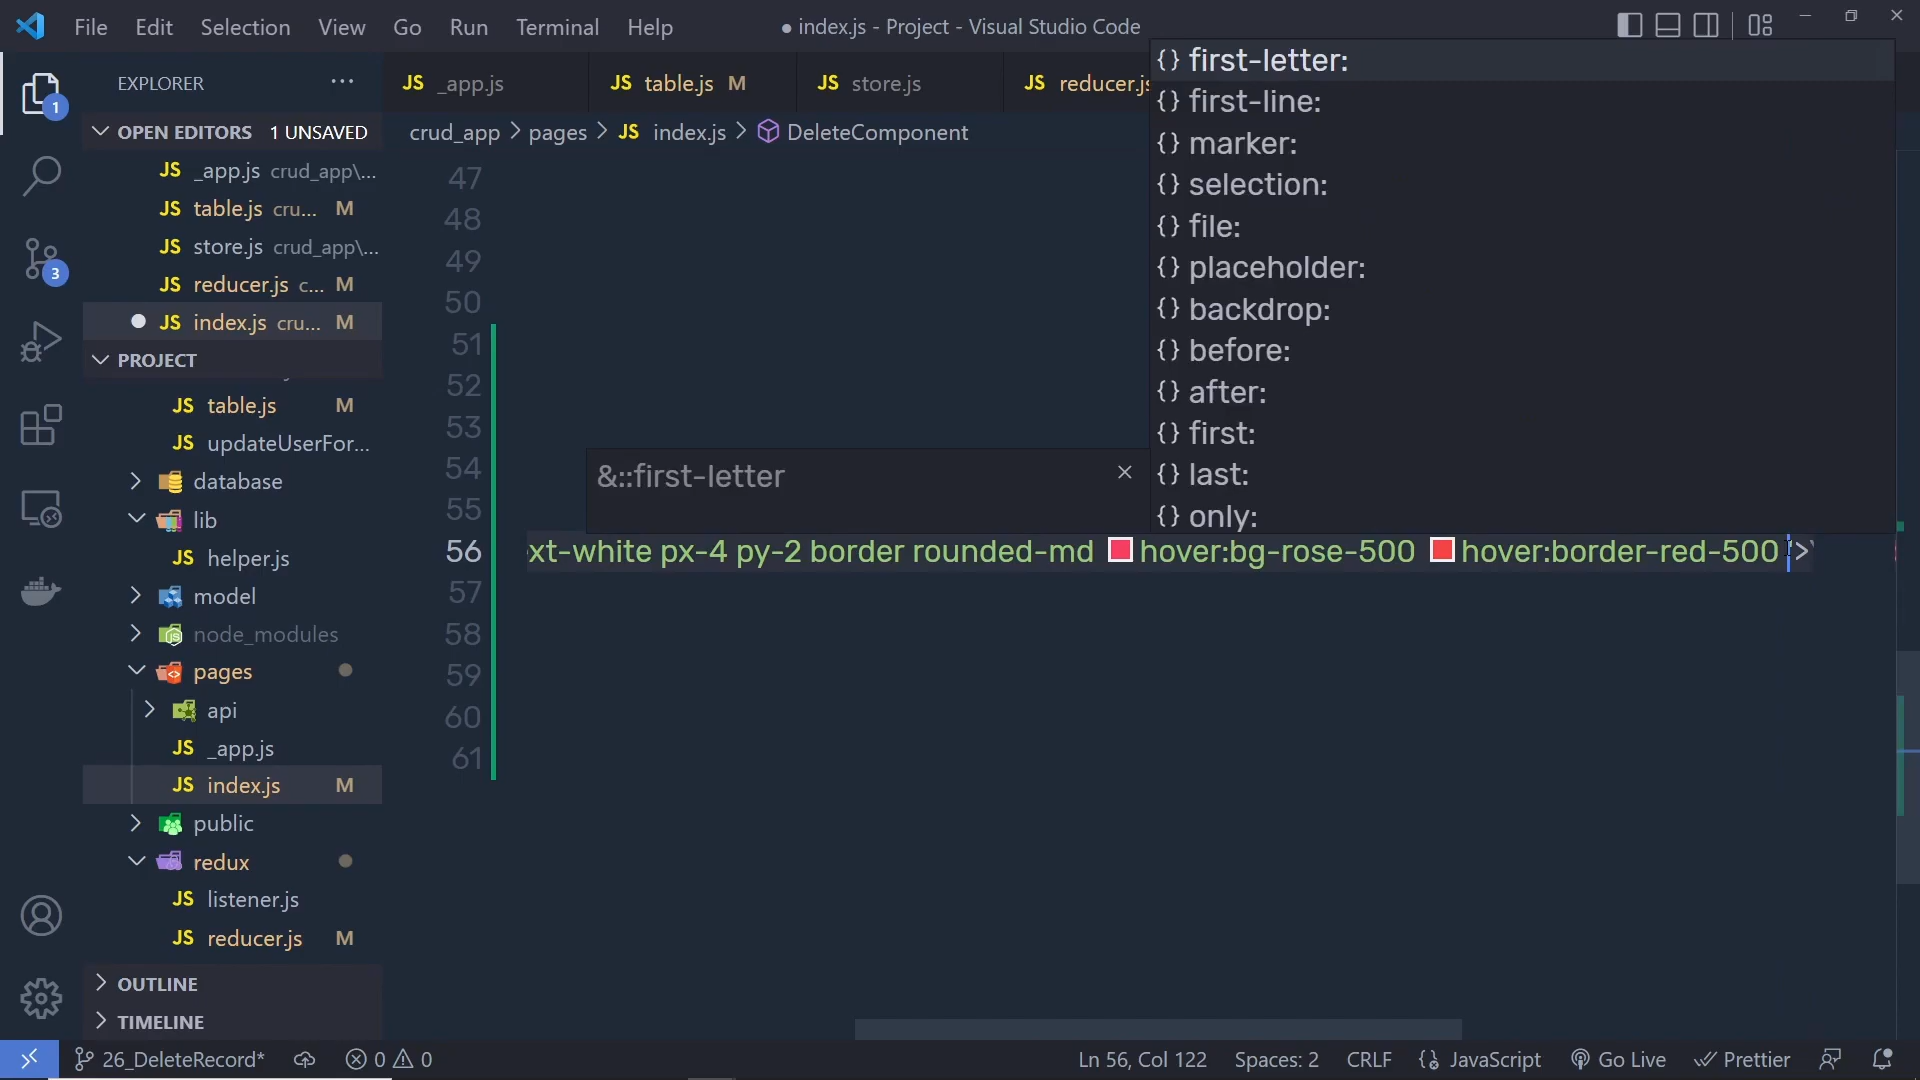 File Edit Selection View Go Run Terminal Help
● index.js - Project - Visual Studio Code
EXPLORER ...
OPEN EDITORS 1 UNSAVED
JS _app.js crud_app\...
JS table.js cru... M
JS store.js crud_app\...
JS reducer.js c... M
JS index.js cru... M
PROJECT
JS table.js M
JS updateUserFor...
database
lib
JS helper.js
model
node_modules
pages
api
JS _app.js
JS index.js M
public
redux
JS listener.js
JS reducer.js M
OUTLINE
TIMELINE
1
3
JS _app.js
JS table.js M
JS store.js
JS reducer.js
crud_app > pages > JS index.js > DeleteComponent
47
48
49
50
51
52
53
54
55
56 xt-white px-4 py-2 border rounded-md hover:bg-rose-500 hover:border-red-500 >
57
58
59
60
61
&::first-letter ×
{} first-letter:
{} first-line:
{} marker:
{} selection:
{} file:
{} placeholder:
{} backdrop:
{} before:
{} after:
{} first:
{} last:
{} only:
26_DeleteRecord* 0 0
Ln 56, Col 122 Spaces: 2 CRLF JavaScript Go Live Prettier